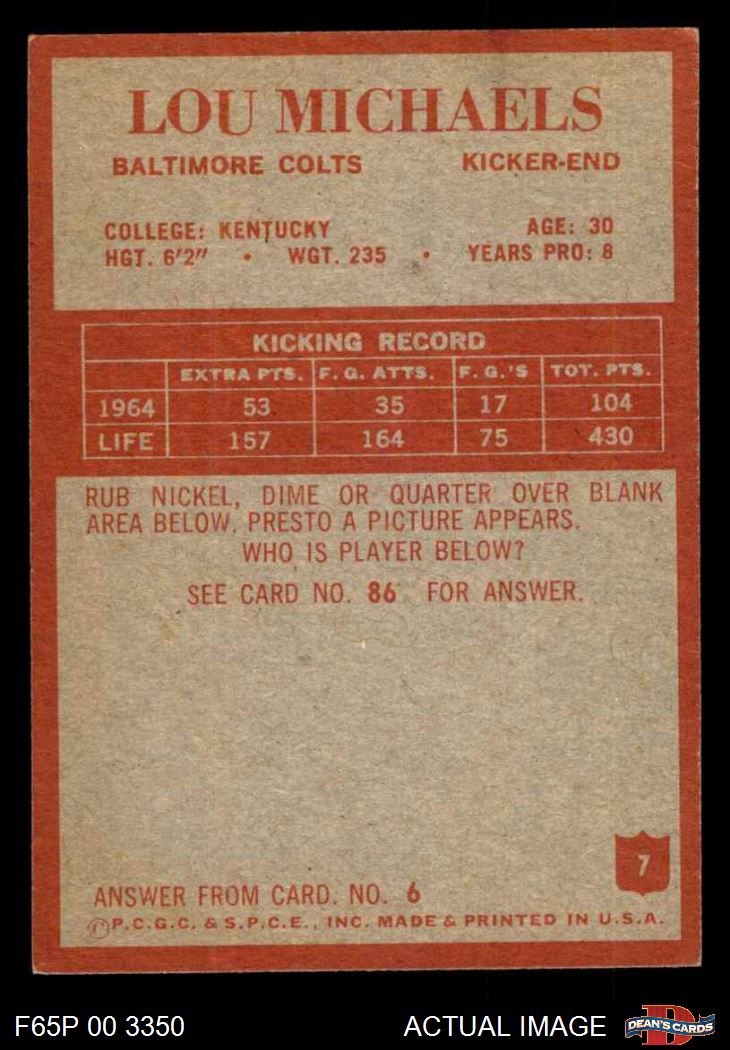 LOU MICHAELS
BALTIMORE COLTS KICKER-END
COLLEGE: KENTUCKY AGE: 30
HGT. 6'2" • WGT. 235 • YEARS PRO: 8
KICKING RECORD
EXTRA PTS. F. G. ATTS. F. G.'S TOT. PTS.
1964 53 35 17 104
LIFE 157 164 75 430
RUB NICKEL, DIME OR QUARTER OVER BLANK
AREA BELOW. PRESTO A PICTURE APPEARS.
WHO IS PLAYER BELOW?
SEE CARD NO. 86 FOR ANSWER.
7
ANSWER FROM CARD. NO. 6
©P.C.G.C. & S.P.C.E., INC. MADE & PRINTED IN U.S.A.
F65P 00 3350 ACTUAL IMAGE D DEAN'S CARDS